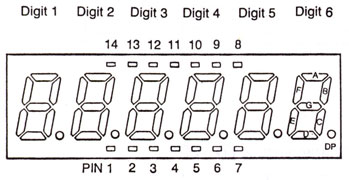 Digit 1 Digit 2 Digit 3 Digit 4 Digit 5 Digit 6
14 13 12 11 10 9 8
A
F B
G
E C
D
DP
PIN 1 2 3 4 5 6 7